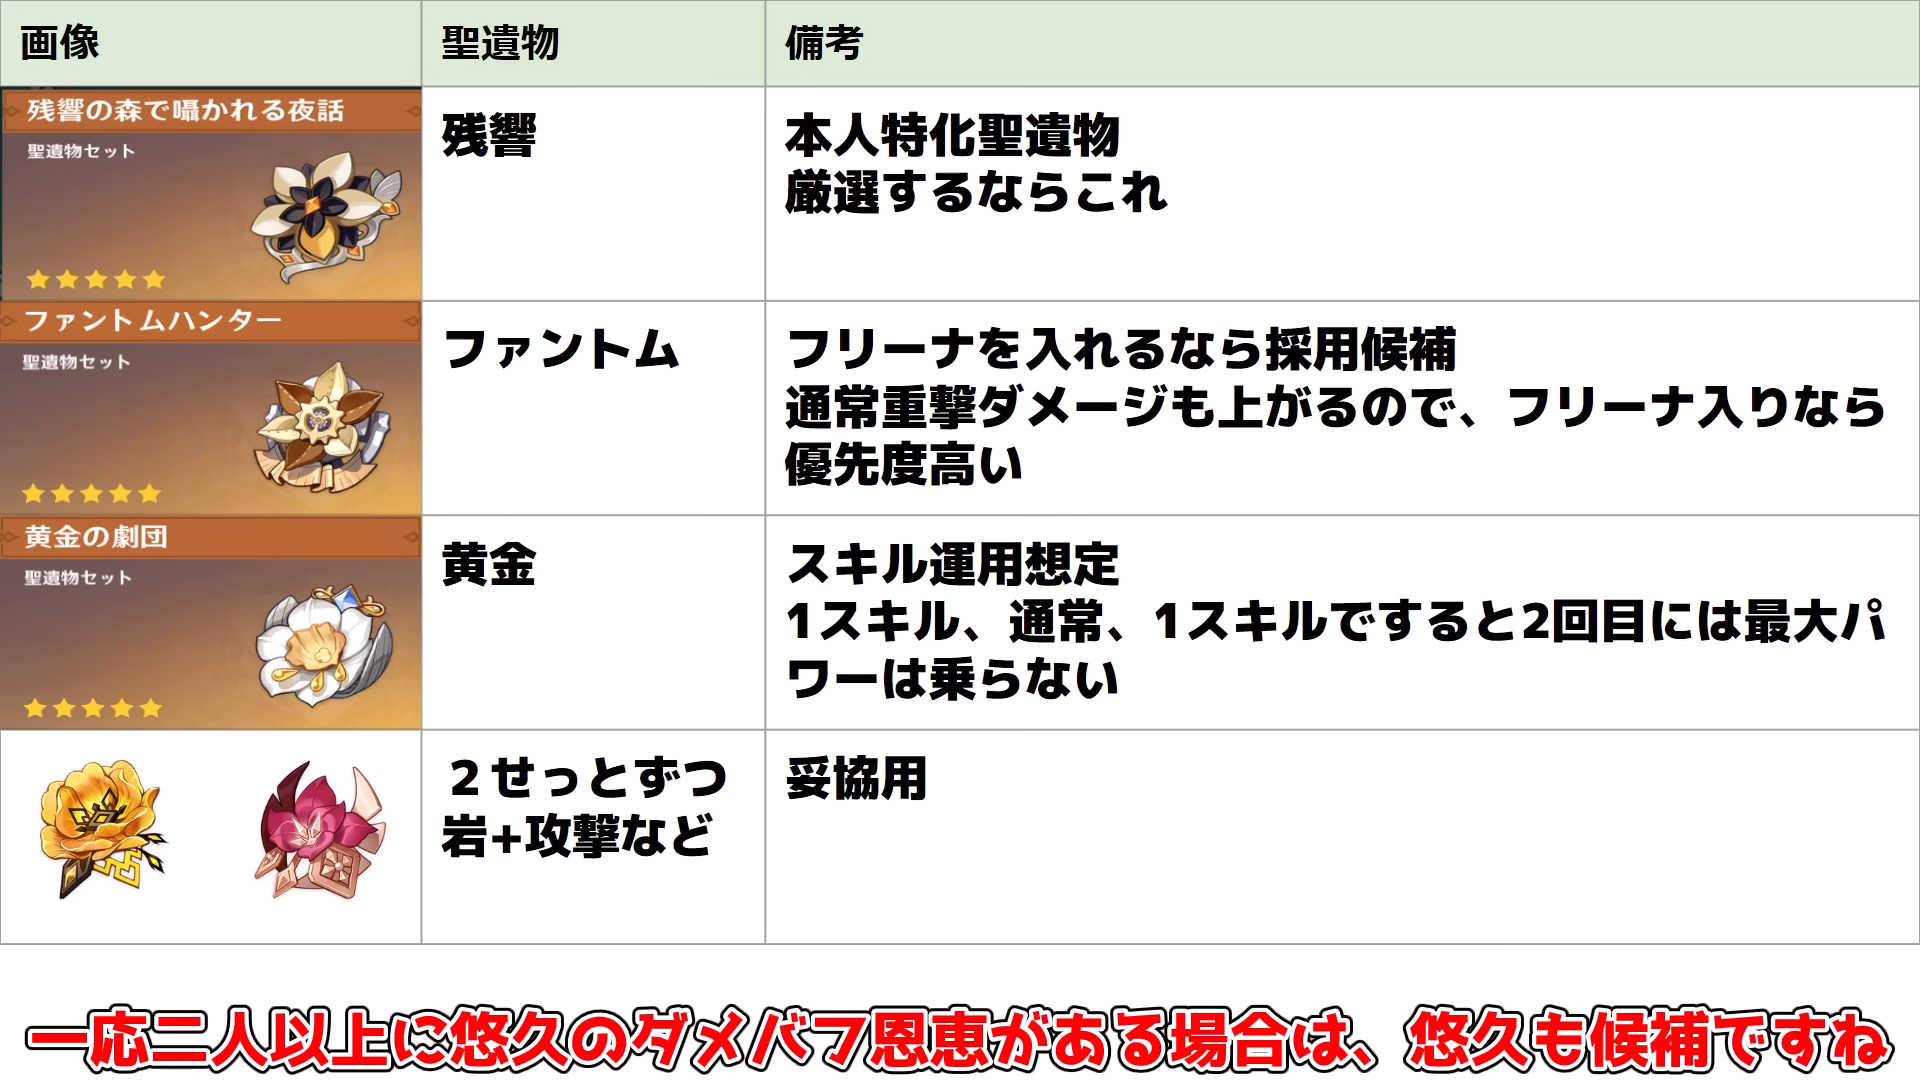 画像 聖遺物 備考
残響の森で囁かれる夜話
聖遺物セット
残響
本人特化聖遺物
厳選するならこれ
ファントムハンター
聖遺物セット
ファントム
フリーナを入れるなら採用候補
通常重撃ダメージも上がるので、フリーナ入りなら
優先度高い
黄金の劇団
聖遺物セット
黄金
スキル運用想定
1スキル、通常、1スキルですると2回目には最大パ
ワーは乗らない
２せっとずつ
岩+攻撃など
妥協用
一応二人以上に悠久のダメバフ恩恵がある場合は、悠久も候補ですね